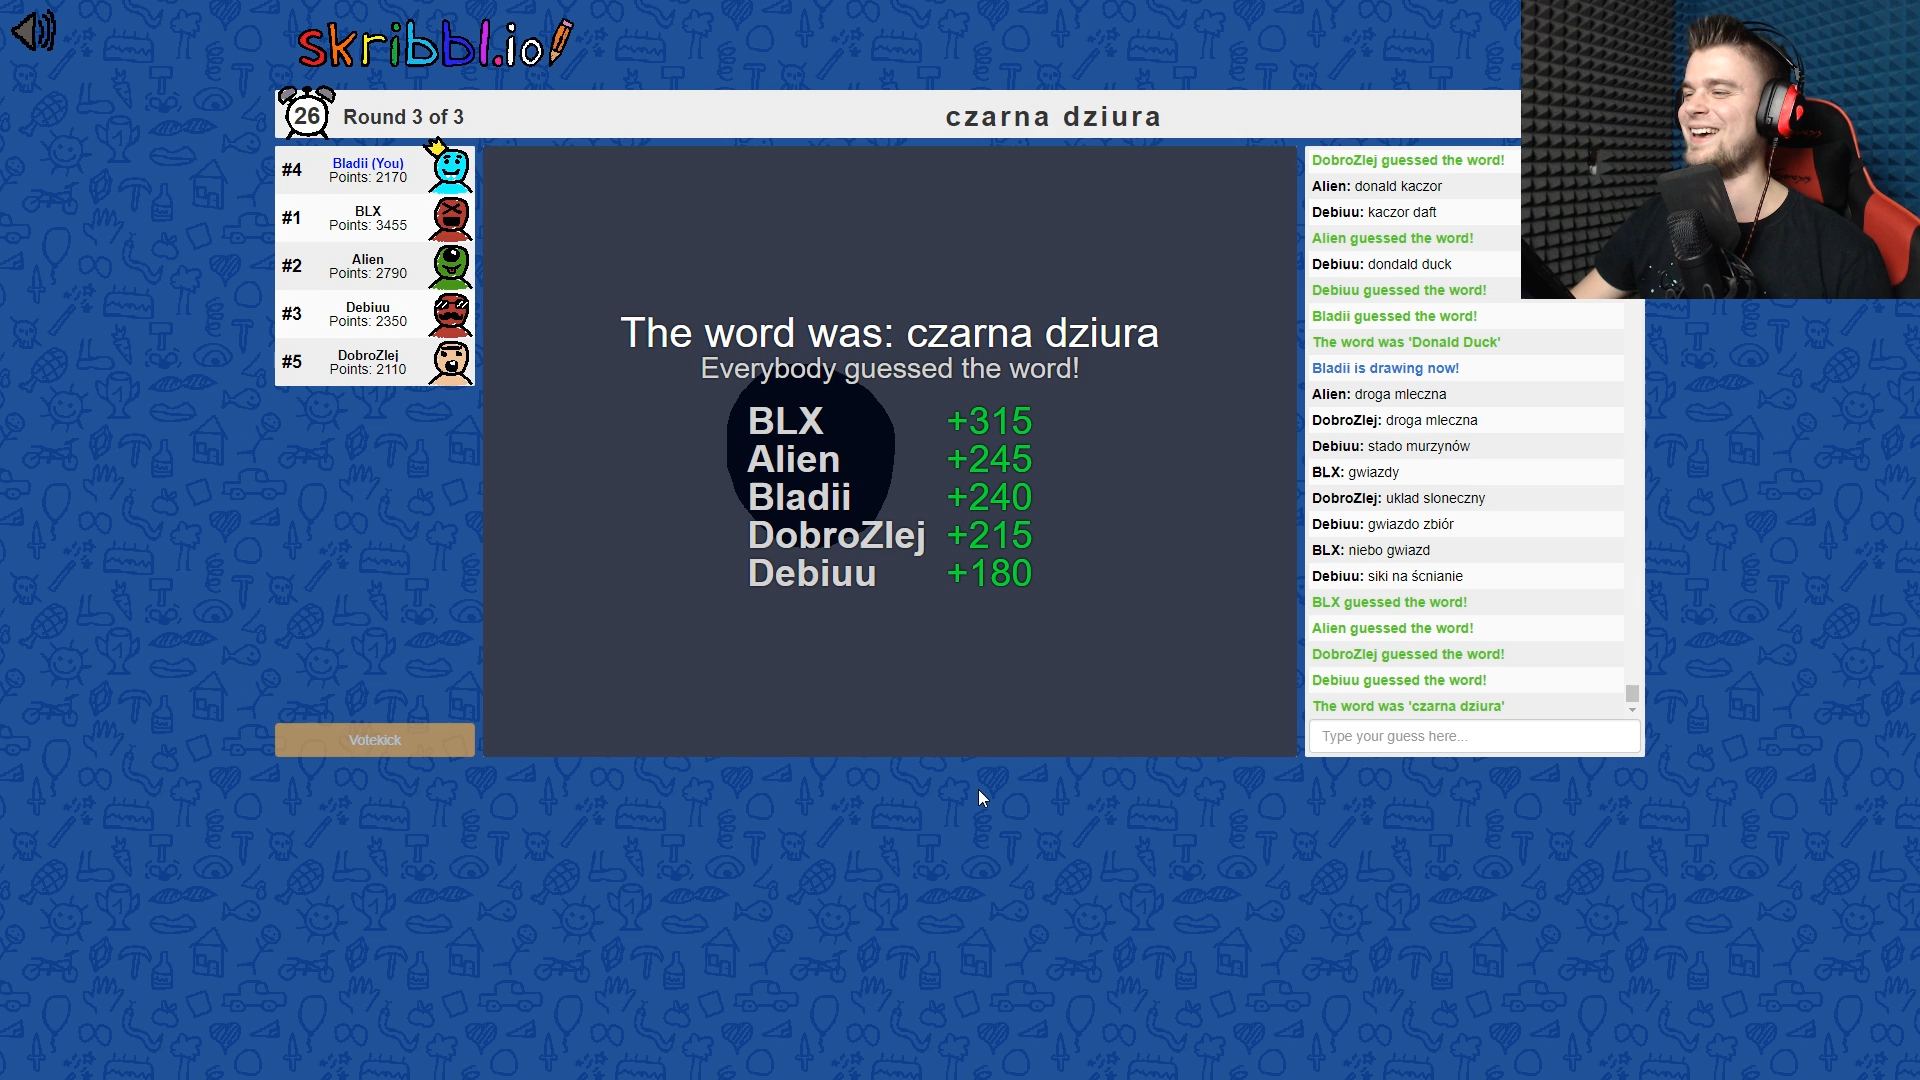 skribbl.io
26
Round 3 of 3
czarna dziura
#4
Bladii (You)
Points: 2170
#1
BLX
Points: 3455
#2
Alien
Points: 2790
#3
Debiuu
Points: 2350
#5
DobroZlej
Points: 2110
Votekick
The word was: czarna dziura
Everybody guessed the word!
BLX +315
Alien +245
Bladii +240
DobroZlej +215
Debiuu +180
DobroZlej guessed the word!
Alien: donald kaczor
Debiuu: kaczor daft
Alien guessed the word!
Debiuu: dondald duck
Debiuu guessed the word!
Bladii guessed the word!
The word was 'Donald Duck'
Bladii is drawing now!
Alien: droga mleczna
DobroZlej: droga mleczna
Debiuu: stado murzynów
BLX: gwiazdy
DobroZlej: uklad sloneczny
Debiuu: gwiazdo zbiór
BLX: niebo gwiazd
Debiuu: siki na ścnianie
BLX guessed the word!
Alien guessed the word!
DobroZlej guessed the word!
Debiuu guessed the word!
The word was 'czarna dziura'
Type your guess here...